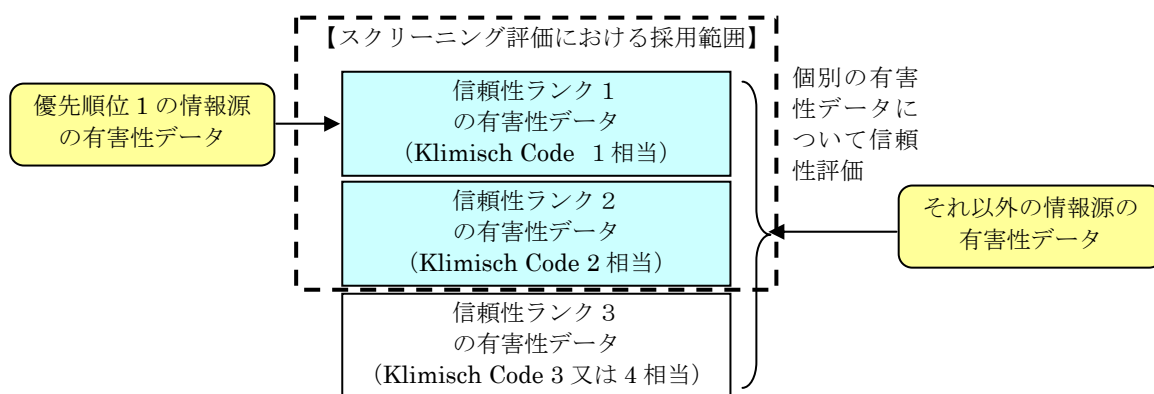 【スクリーニング評価における採用範囲】
優先順位１の情報源
の有害性データ
信頼性ランク１
の有害性データ
（Klimisch Code 1 相当）
信頼性ランク２
の有害性データ
（Klimisch Code 2 相当）
信頼性ランク３
の有害性データ
（Klimisch Code 3 又は 4 相当）
個別の有害
性データに
ついて信頼
性評価
それ以外の情報源の
有害性データ